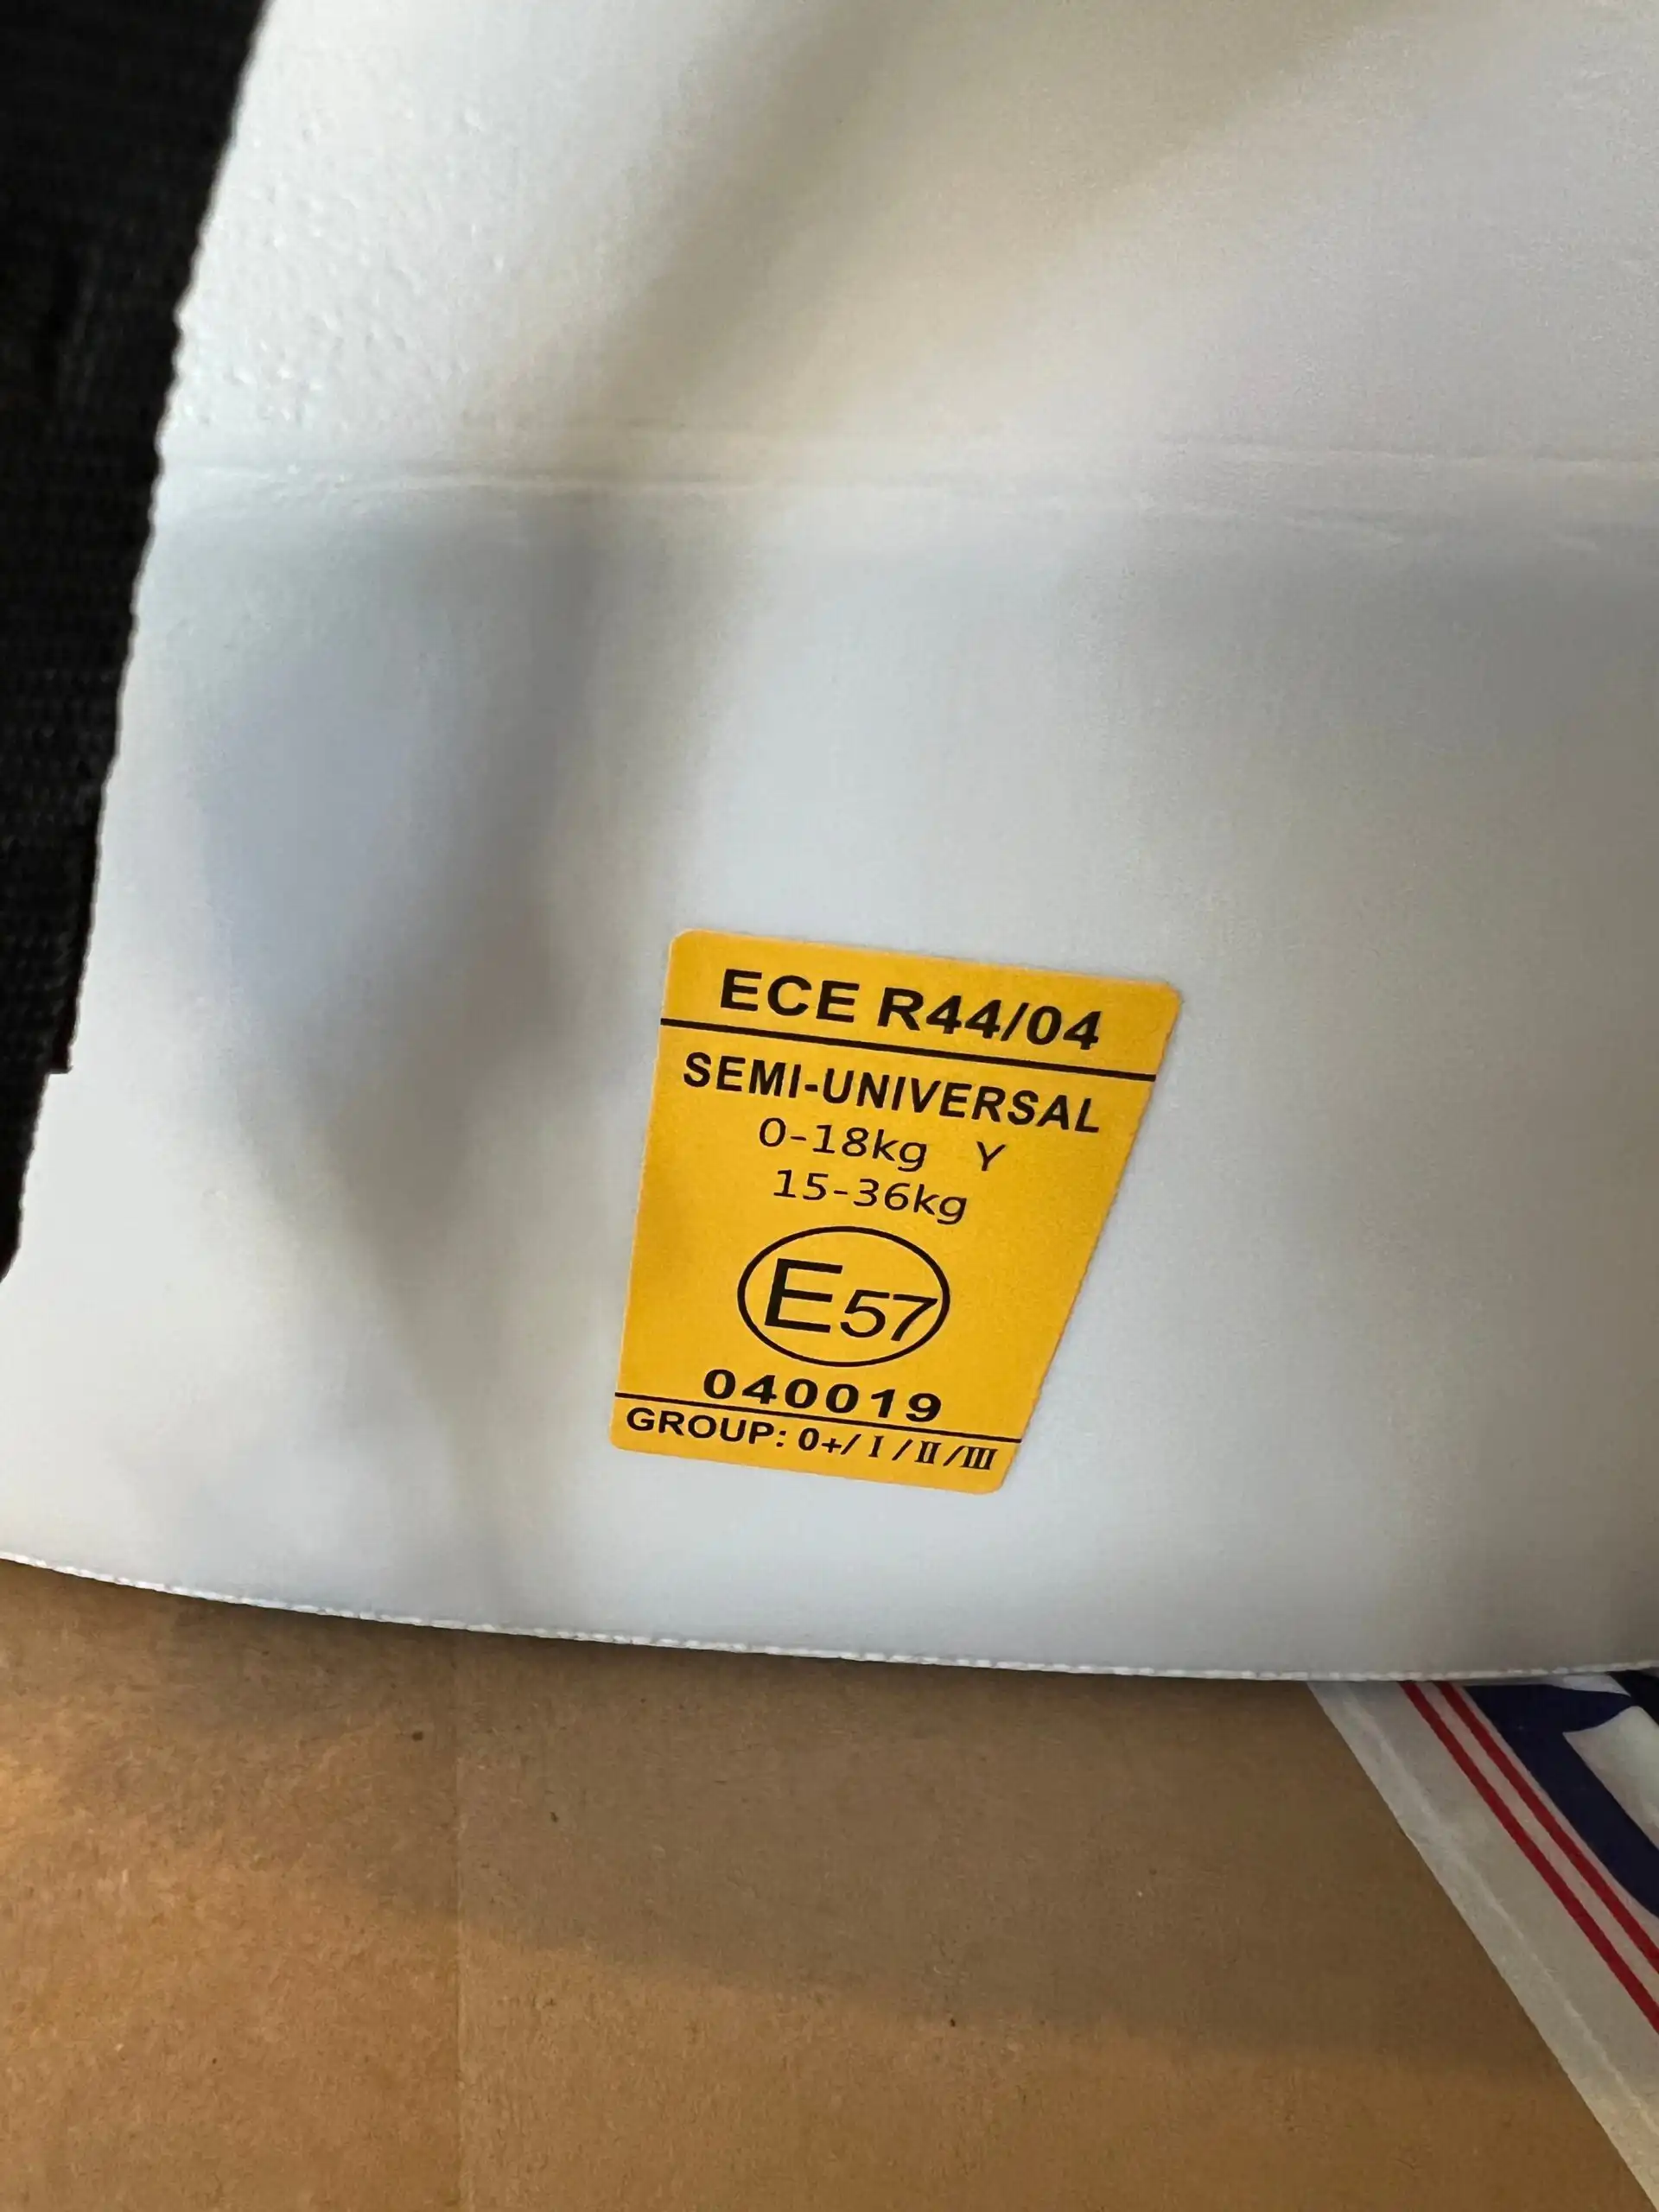 ECE R44/04
SEMI-UNIVERSAL
0-18kg Y
15-36kg
E57
040019
GROUP: 0+/Ⅰ/Ⅱ/Ⅲ